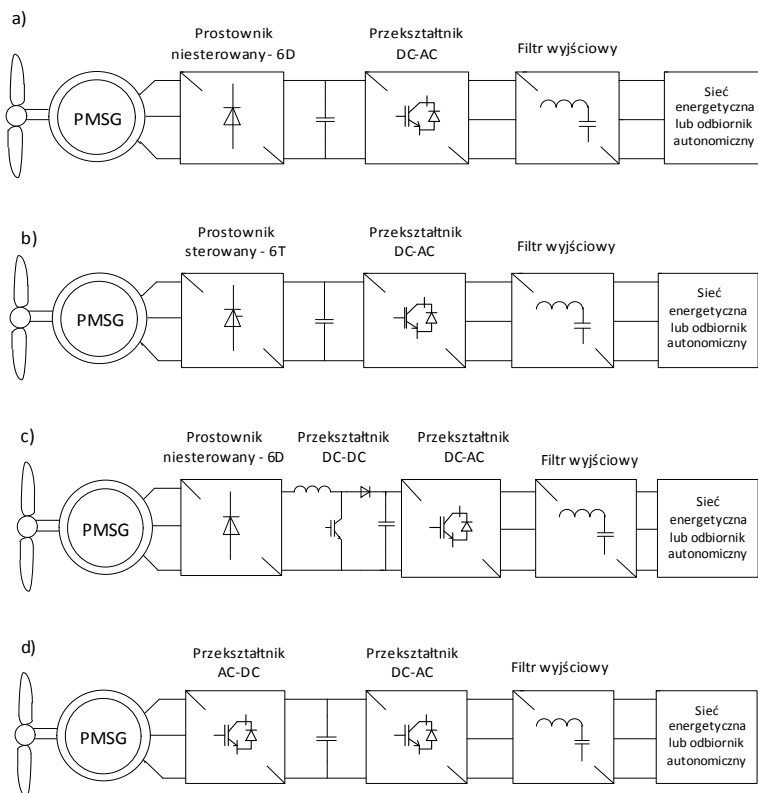 a)
Prostownik
niesterowany - 6D
Przekształtnik
DC-AC
Filtr wyjściowy
PMSG
Sieć
energetyczna
lub odbiornik
autonomiczny
b)
Prostownik
sterowany - 6T
Przekształtnik
DC-AC
Filtr wyjściowy
PMSG
Sieć
energetyczna
lub odbiornik
autonomiczny
c)
Prostownik
niesterowany - 6D
Przekształtnik
DC-DC
Przekształtnik
DC-AC
Filtr wyjściowy
PMSG
Sieć
energetyczna
lub odbiornik
autonomiczny
d)
Przekształtnik
AC-DC
Przekształtnik
DC-AC
Filtr wyjściowy
PMSG
Sieć
energetyczna
lub odbiornik
autonomiczny